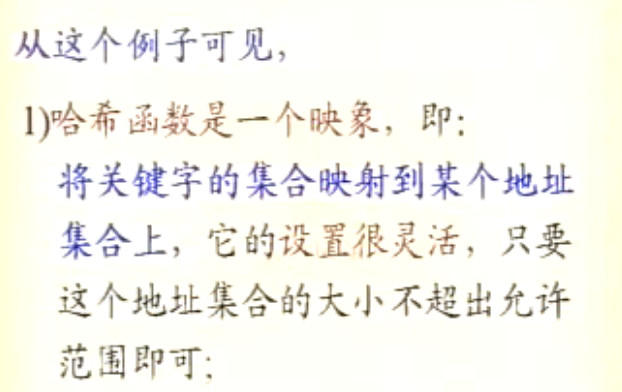 从这个例子可见，
1)哈希函数是一个映象，即：
将关键字的集合映射到某个地址
集合上，它的设置很灵活，只要
这个地址集合的大小不超出允许
范围即可；